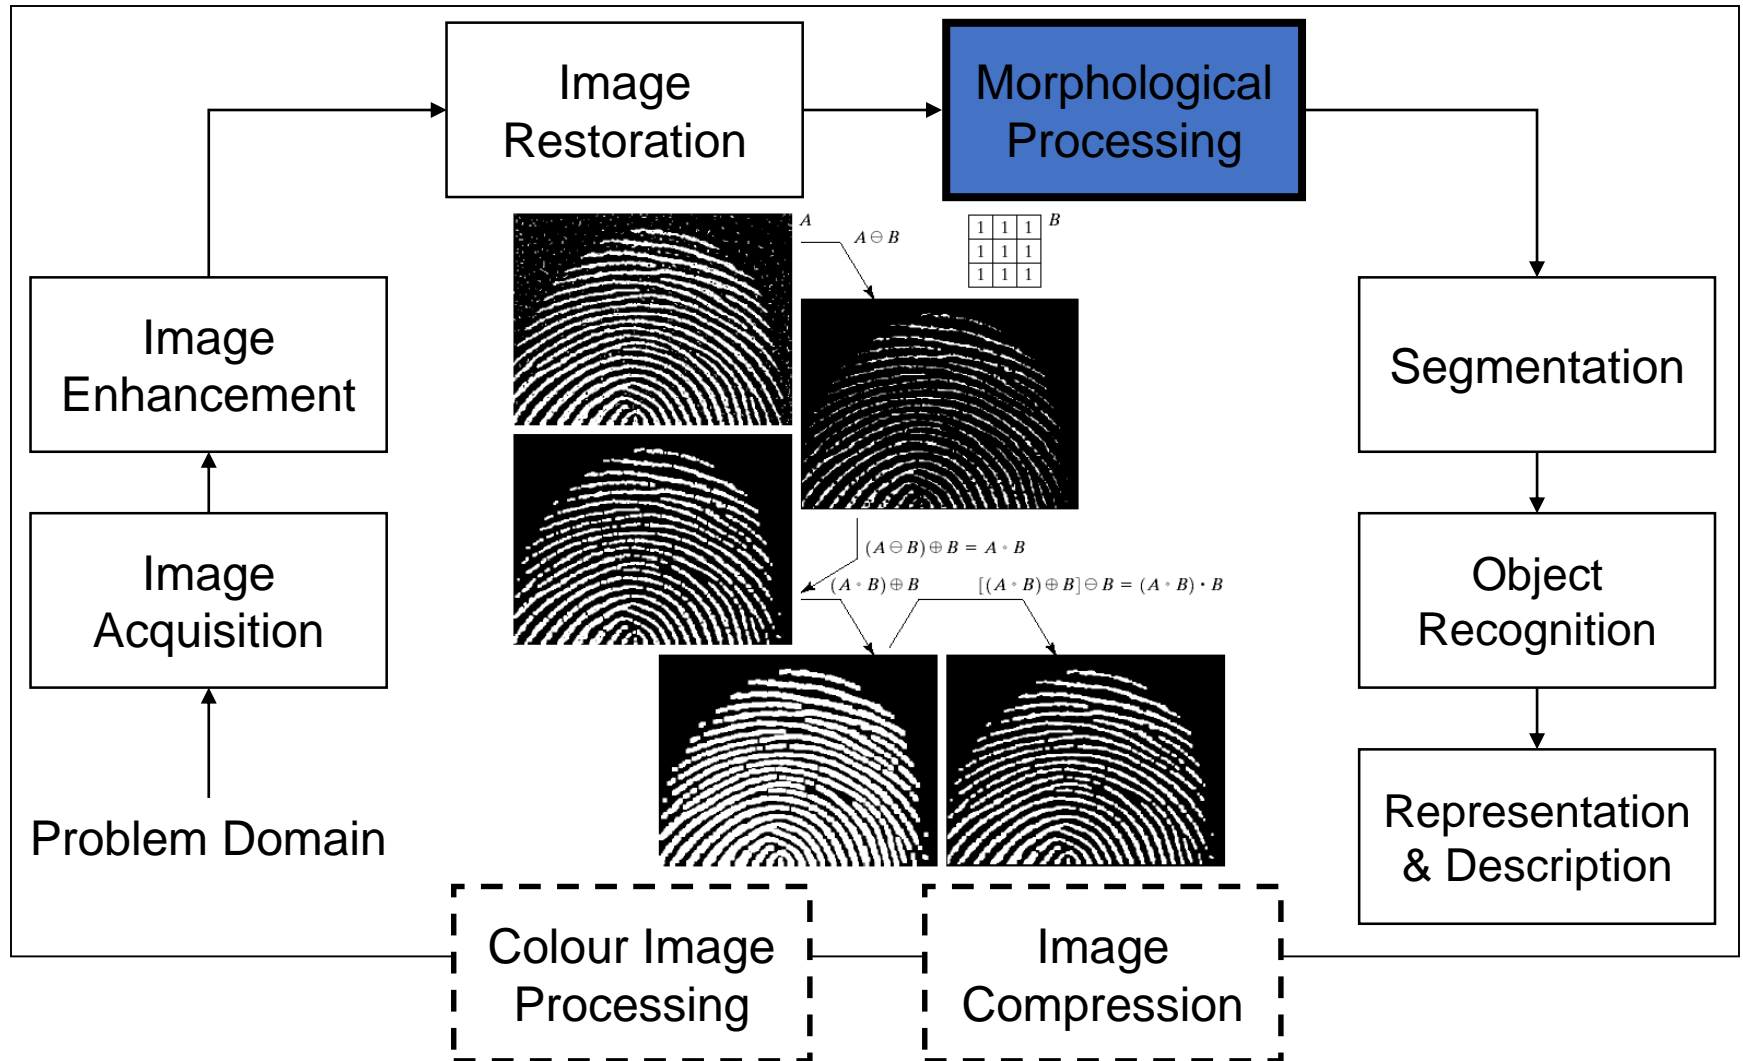 Image
Restoration
Morphological
Processing
A
A ⊖ B
1 1 1
1 1 1
1 1 1
B
Image
Enhancement
Segmentation
Image
Acquisition
(A ⊖ B) ⊕ B = A ∘ B
(A ∘ B) ⊕ B
[(A ∘ B) ⊕ B] ⊖ B = (A ∘ B) • B
Object
Recognition
Problem Domain
Representation
& Description
Colour Image
Processing
Image
Compression